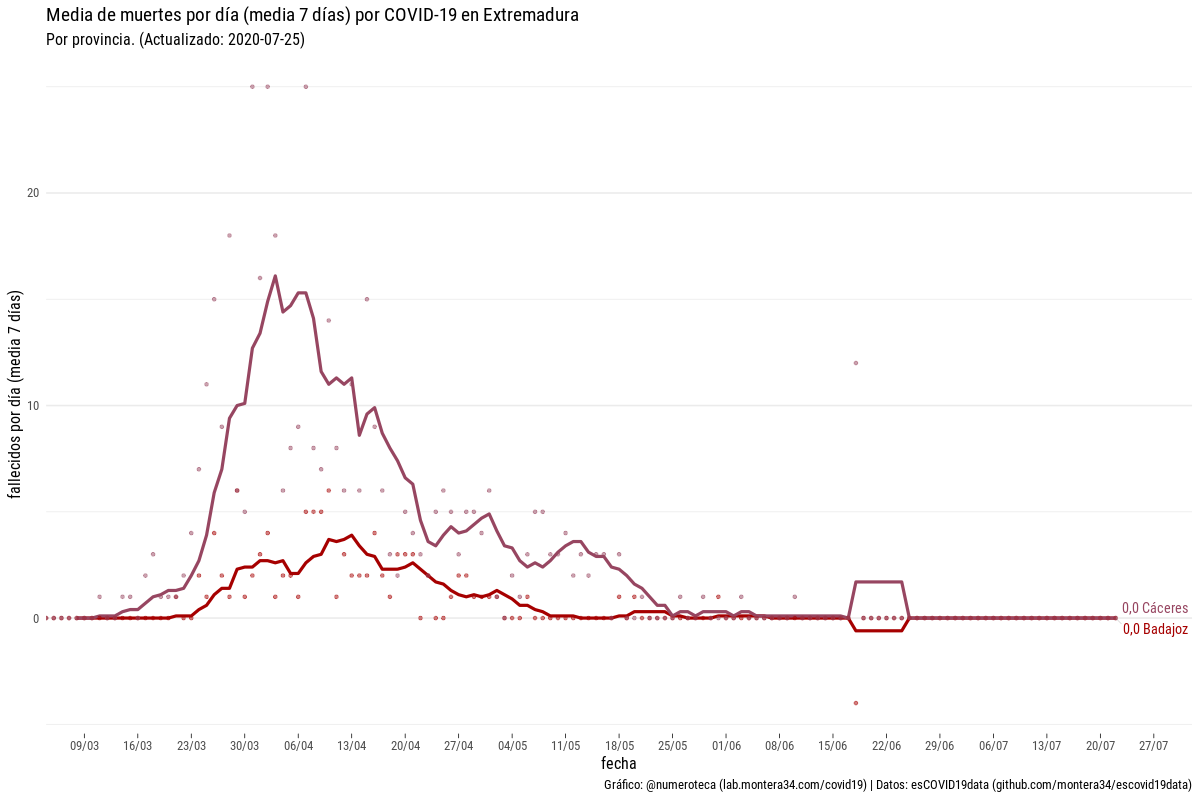 Media de muertes por día (media 7 días) por COVID-19 en Extremadura
Por provincia. (Actualizado: 2020-07-25)
fallecidos por día (media 7 días)
20
10
0
0,0 Cáceres
0,0 Badajoz
09/03 16/03 23/03 30/03 06/04 13/04 20/04 27/04 04/05 11/05 18/05 25/05 01/06 08/06 15/06 22/06 29/06 06/07 13/07 20/07 27/07
fecha
Gráfico: @numeroteca (lab.montera34.com/covid19) | Datos: esCOVID19data (github.com/montera34/escovid19data)